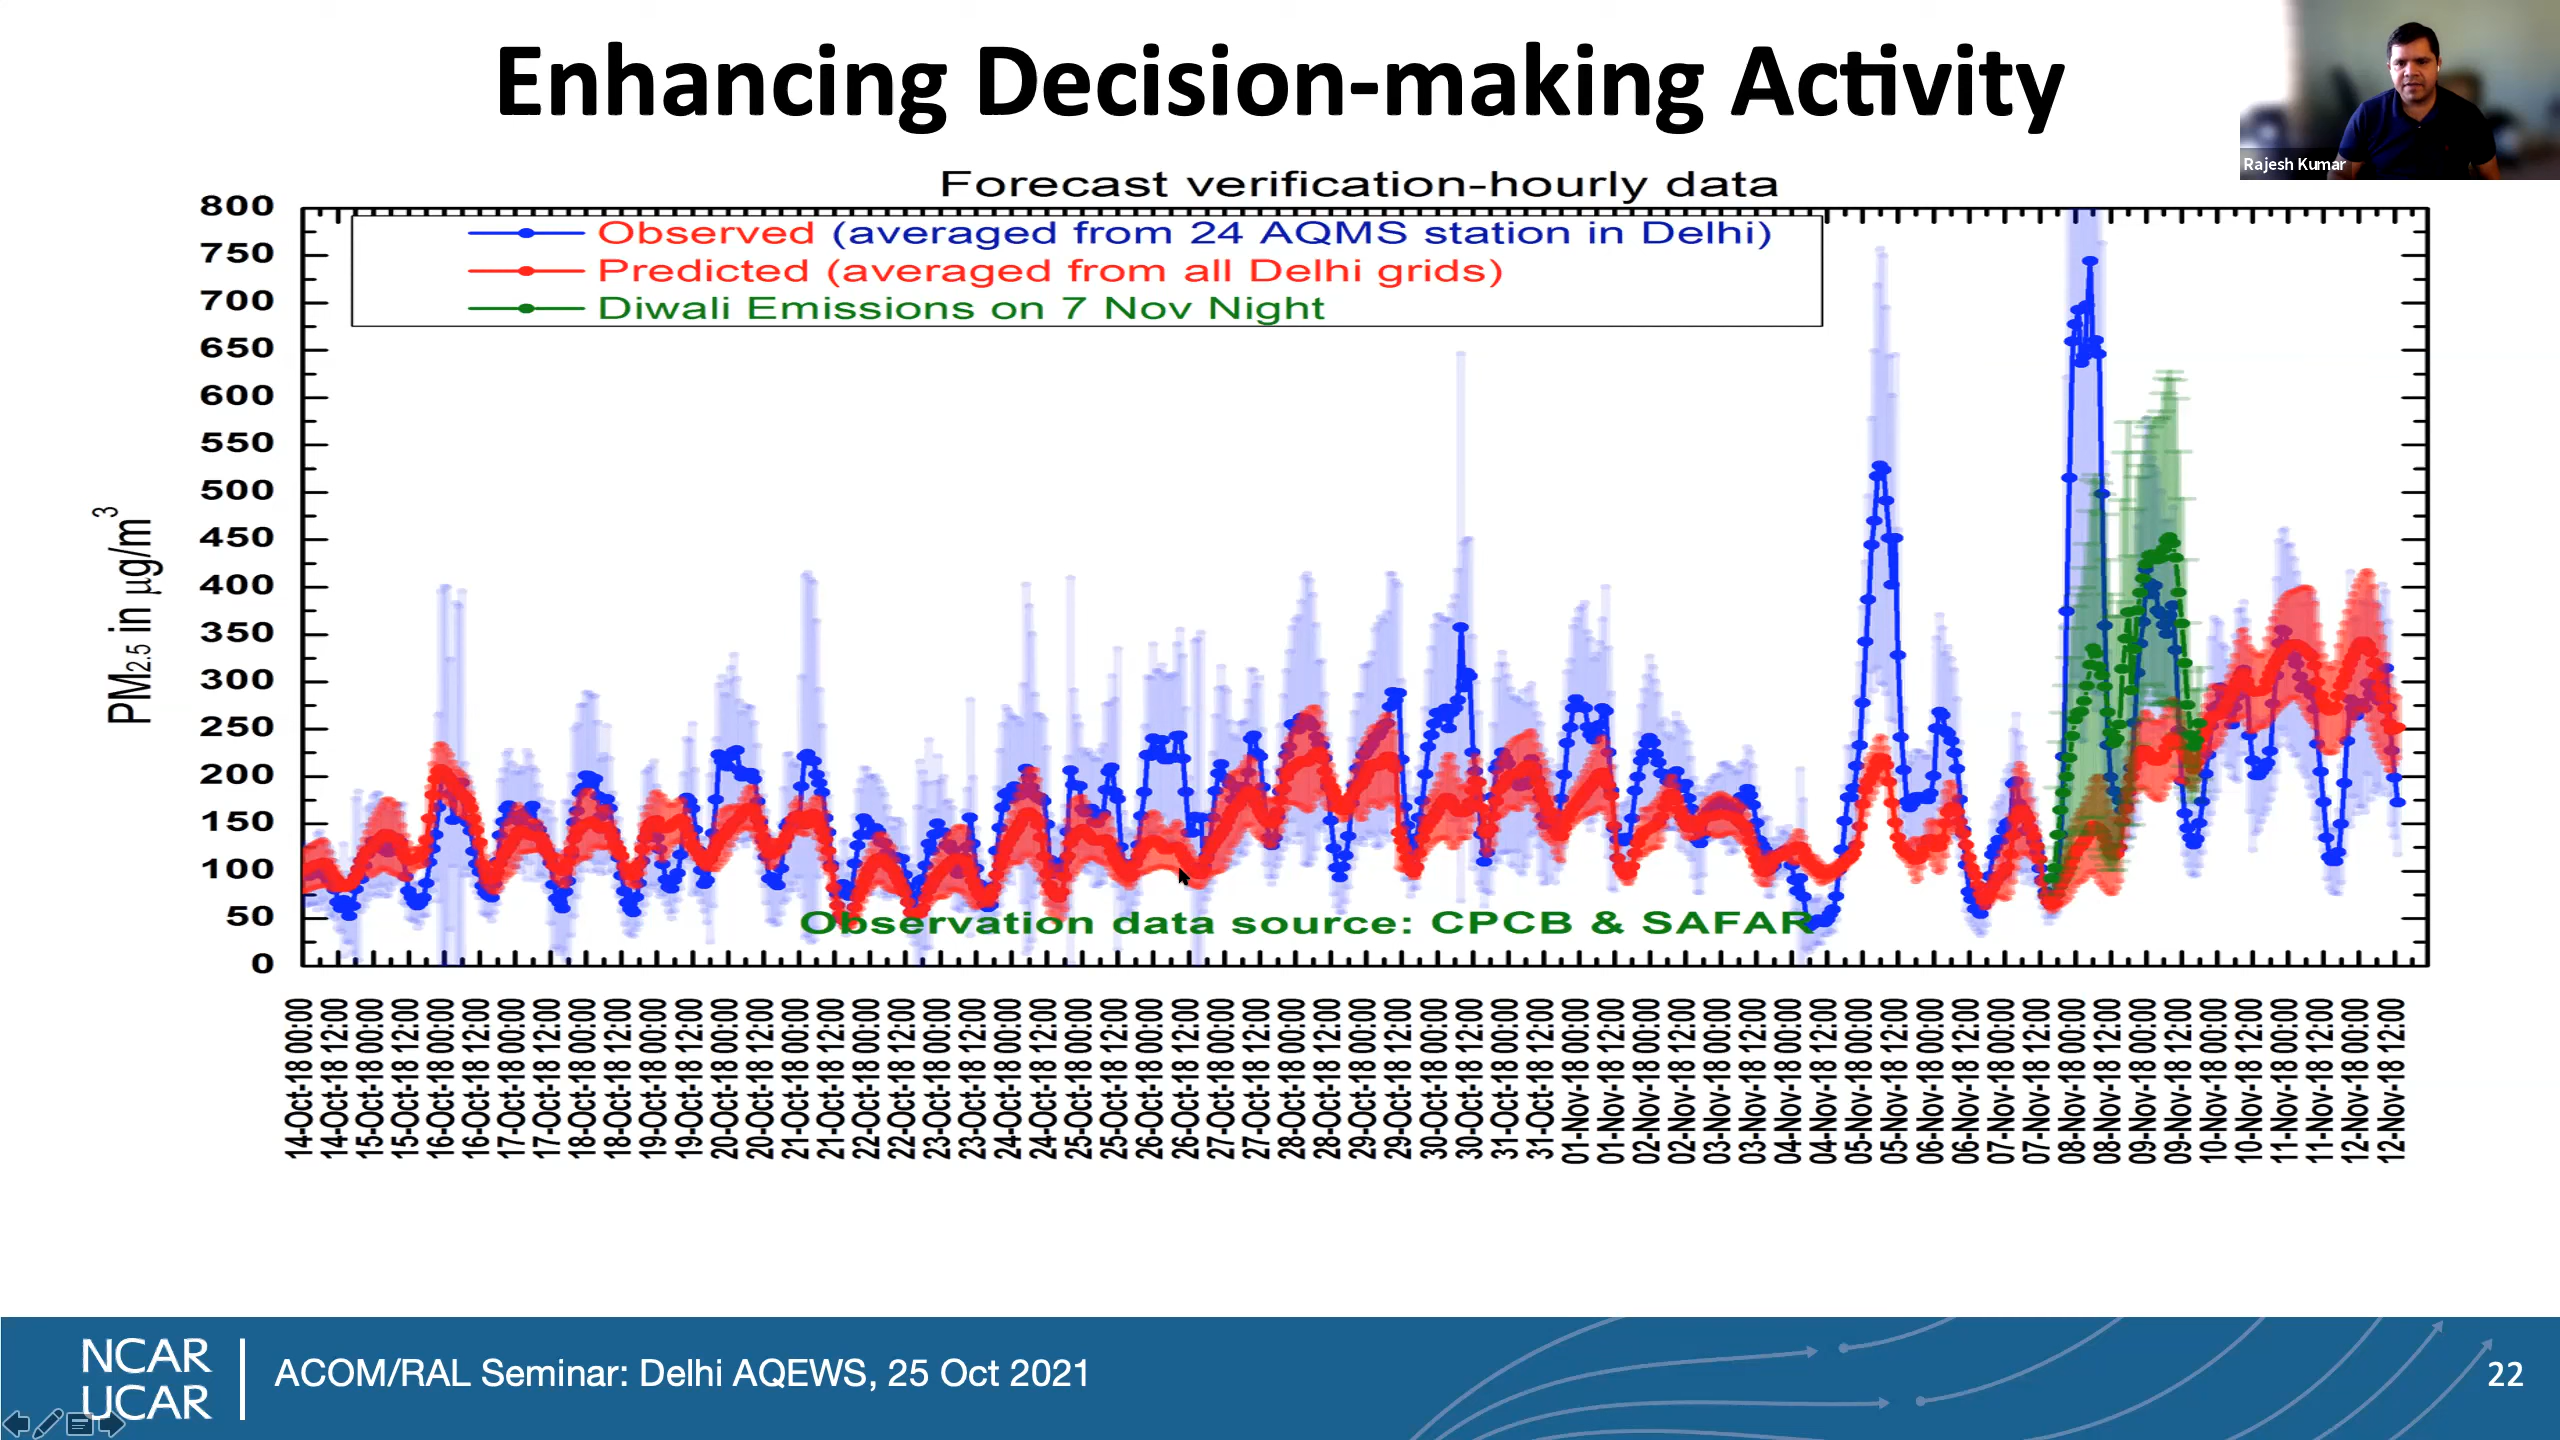 Enhancing Decision-making Activity
Rajesh Kumar
Forecast verification-hourly data
Observed (averaged from 24 AQMS station in Delhi)
Predicted (averaged from all Delhi grids)
Diwali Emissions on 7 Nov Night
800
750
700
650
600
550
500
450
400
350
300
250
200
150
100
50
0
PM2.5 in µg/m³
Observation data source: CPCB & SAFAR
14-Oct-18 00:00
14-Oct-18 12:00
15-Oct-18 00:00
15-Oct-18 12:00
16-Oct-18 00:00
16-Oct-18 12:00
17-Oct-18 00:00
17-Oct-18 12:00
18-Oct-18 00:00
18-Oct-18 12:00
19-Oct-18 00:00
19-Oct-18 12:00
20-Oct-18 00:00
20-Oct-18 12:00
21-Oct-18 00:00
21-Oct-18 12:00
22-Oct-18 00:00
22-Oct-18 12:00
23-Oct-18 00:00
23-Oct-18 12:00
24-Oct-18 00:00
24-Oct-18 12:00
25-Oct-18 00:00
25-Oct-18 12:00
26-Oct-18 00:00
26-Oct-18 12:00
27-Oct-18 00:00
27-Oct-18 12:00
28-Oct-18 00:00
28-Oct-18 12:00
29-Oct-18 00:00
29-Oct-18 12:00
30-Oct-18 00:00
30-Oct-18 12:00
31-Oct-18 00:00
31-Oct-18 12:00
01-Nov-18 00:00
01-Nov-18 12:00
02-Nov-18 00:00
02-Nov-18 12:00
03-Nov-18 00:00
03-Nov-18 12:00
04-Nov-18 00:00
04-Nov-18 12:00
05-Nov-18 00:00
05-Nov-18 12:00
06-Nov-18 00:00
06-Nov-18 12:00
07-Nov-18 00:00
07-Nov-18 12:00
08-Nov-18 00:00
08-Nov-18 12:00
09-Nov-18 00:00
09-Nov-18 12:00
10-Nov-18 00:00
10-Nov-18 12:00
11-Nov-18 00:00
11-Nov-18 12:00
12-Nov-18 00:00
12-Nov-18 12:00
NCAR
UCAR
ACOM/RAL Seminar: Delhi AQEWS, 25 Oct 2021
22